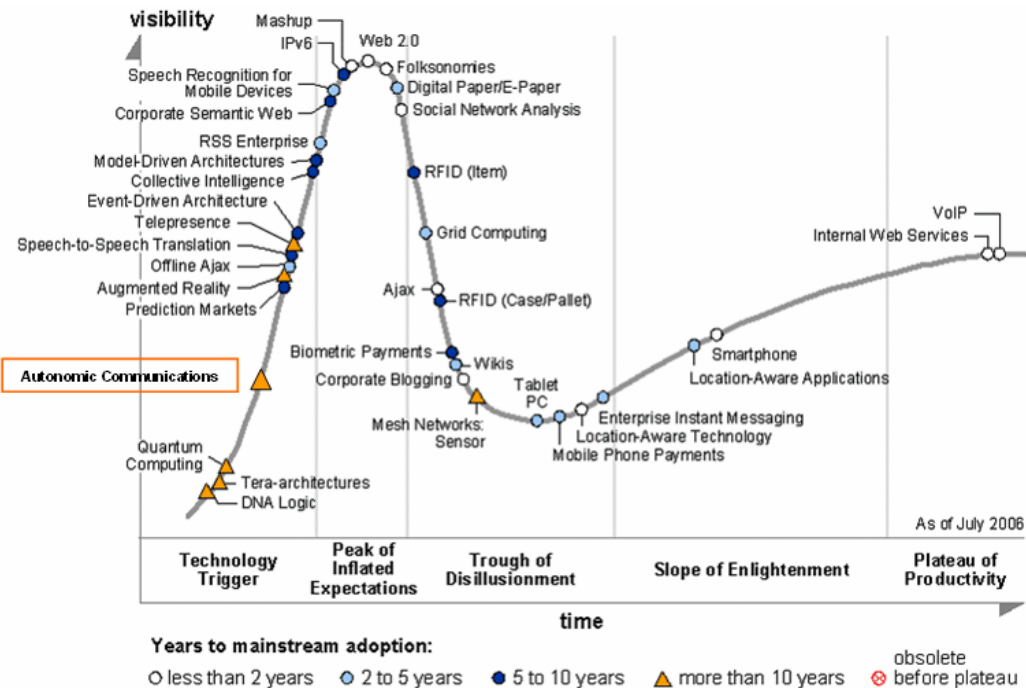 visibility
Mashup
IPv6
Web 2.0
Folksonomies
Speech Recognition for
Mobile Devices
Digital Paper/E-Paper
Corporate Semantic Web
Social Network Analysis
RSS Enterprise
Model-Driven Architectures
Collective Intelligence
RFID (Item)
Event-Driven Architecture
Telepresence
Speech-to-Speech Translation
Grid Computing
Offline Ajax
Augmented Reality
Prediction Markets
Ajax
RFID (Case/Pallet)
VoIP
Internal Web Services
Biometric Payments
Wikis
Corporate Blogging
Autonomic Communications
Mesh Networks:
Sensor
Tablet
PC
Smartphone
Location-Aware Applications
Enterprise Instant Messaging
Location-Aware Technology
Mobile Phone Payments
Quantum
Computing
Tera-architectures
DNA Logic
As of July 2006
Technology
Trigger
Peak of
Inflated
Expectations
Trough of
Disillusionment
Slope of Enlightenment
Plateau of
Productivity
time
Years to mainstream adoption:
less than 2 years
2 to 5 years
5 to 10 years
more than 10 years
obsolete
before plateau